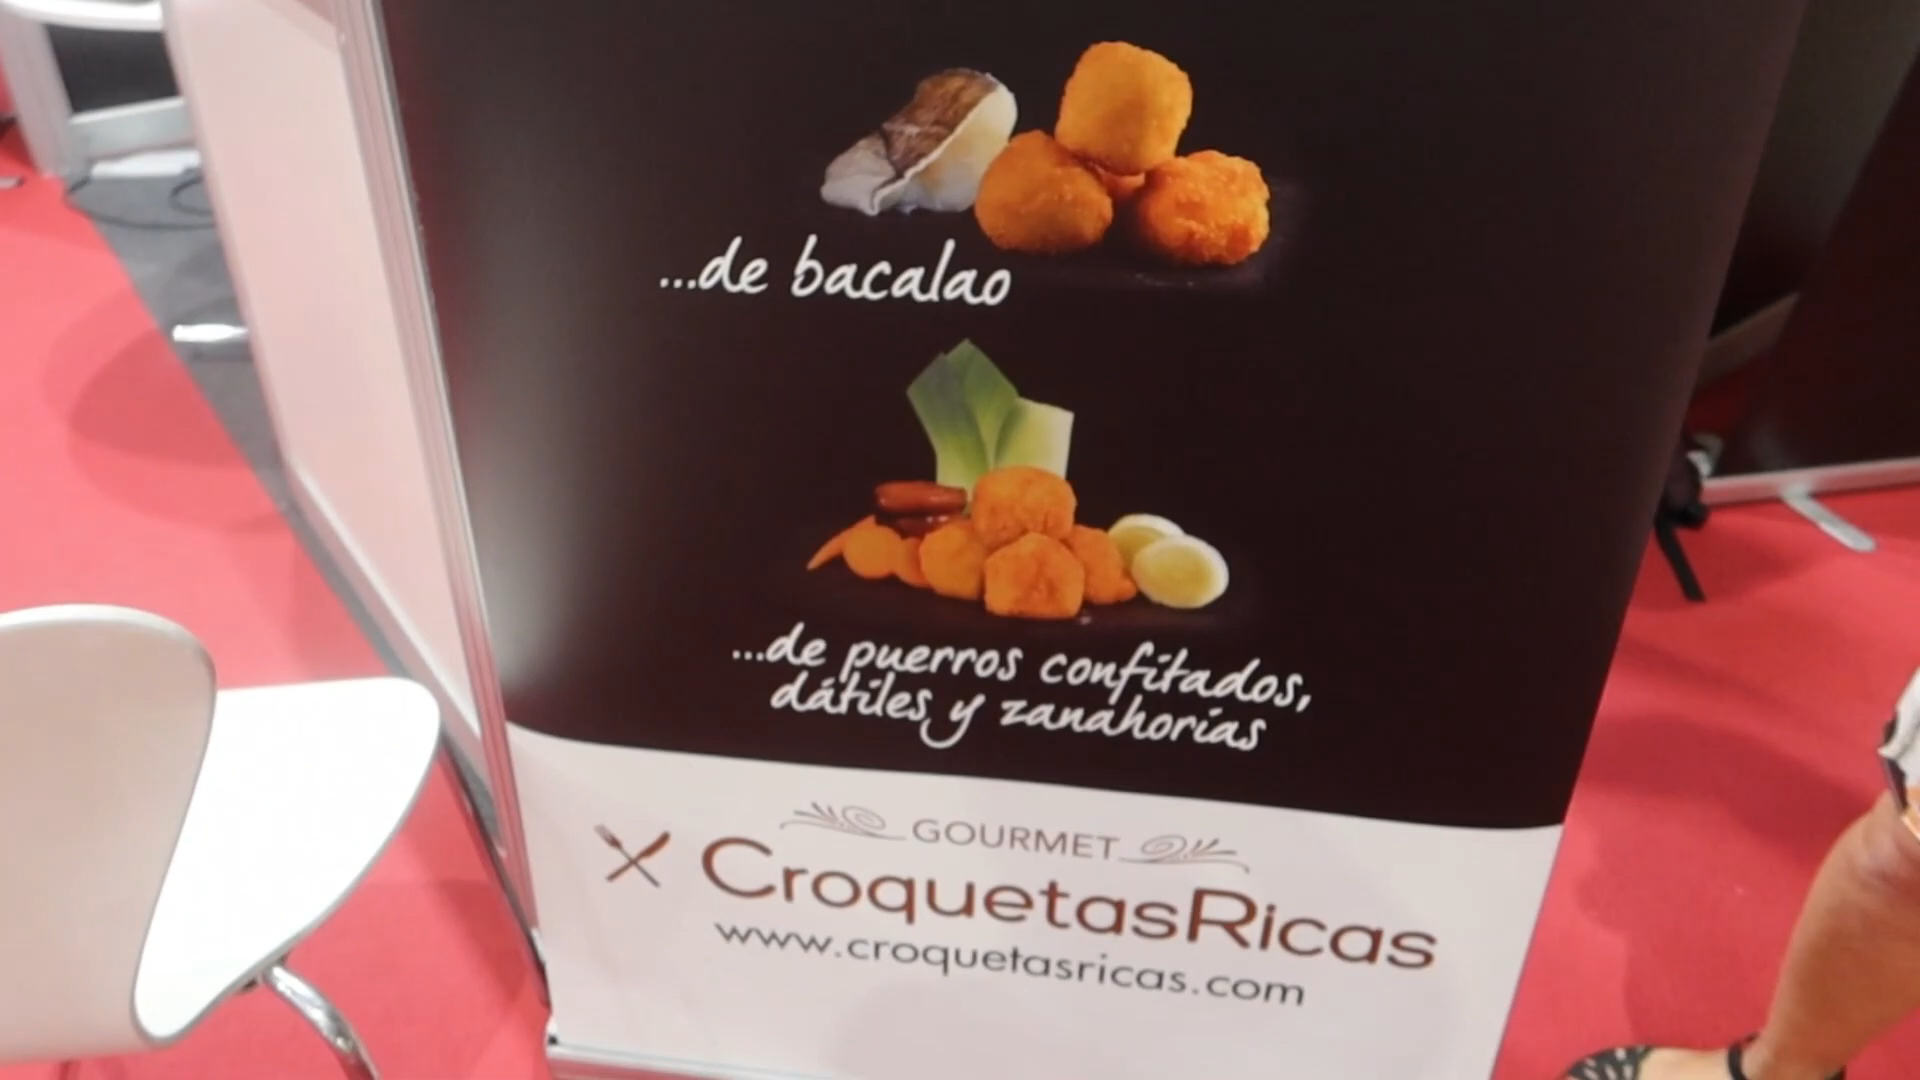 ...de bacalao
...de puerros confitados,
dátiles y zanahorias
GOURMET
CroquetasRicas
www.croquetasricas.com